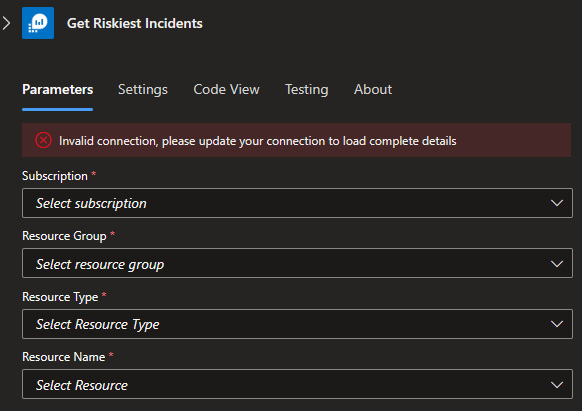 Get Riskiest Incidents
Parameters Settings Code View Testing About
Invalid connection, please update your connection to load complete details
Subscription *
Select subscription
Resource Group *
Select resource group
Resource Type *
Select Resource Type
Resource Name *
Select Resource